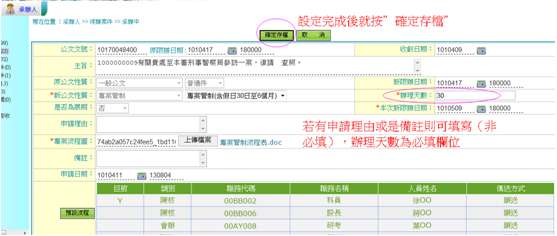 承辦人
現在位置：承辦人 >> 待辦案件 >> 承辦中
設定完成後就按"確定存檔"
確定存檔 取 消
公文文號： 10170048400 原限辦日期： 1010417 180000 收創日期： 1010409
主旨： 1000000009有關貴處至本署刑事警察局參訪一案，復請 查照。
原公文性質： 一般公文 普通件 新限辦日期： 1010417 180000
*新公文性質： 專案管制 專案管制(含假日30日至6個月) *辦理天數： 30
是否為展期： 否 *本次新限辦日： 1010509 180000
申請理由：
若有申請理由或是備註則可填寫（非
必填），辦理天數為必填欄位
*專案流程圖： 74ab2a057c24fee5_1bd11 上傳檔案 專案管制流程表.doc
備註：
申請日期： 1010411 130804
預設流程
目前 類別 職務代碼 職務名稱 人員姓名 傳送方式
Y 陳核 00BB002 科員 徐OO 順送
陳核 00BB006 股長 蔣OO 順送
會辦 00AY008 研考 葉OO 順送